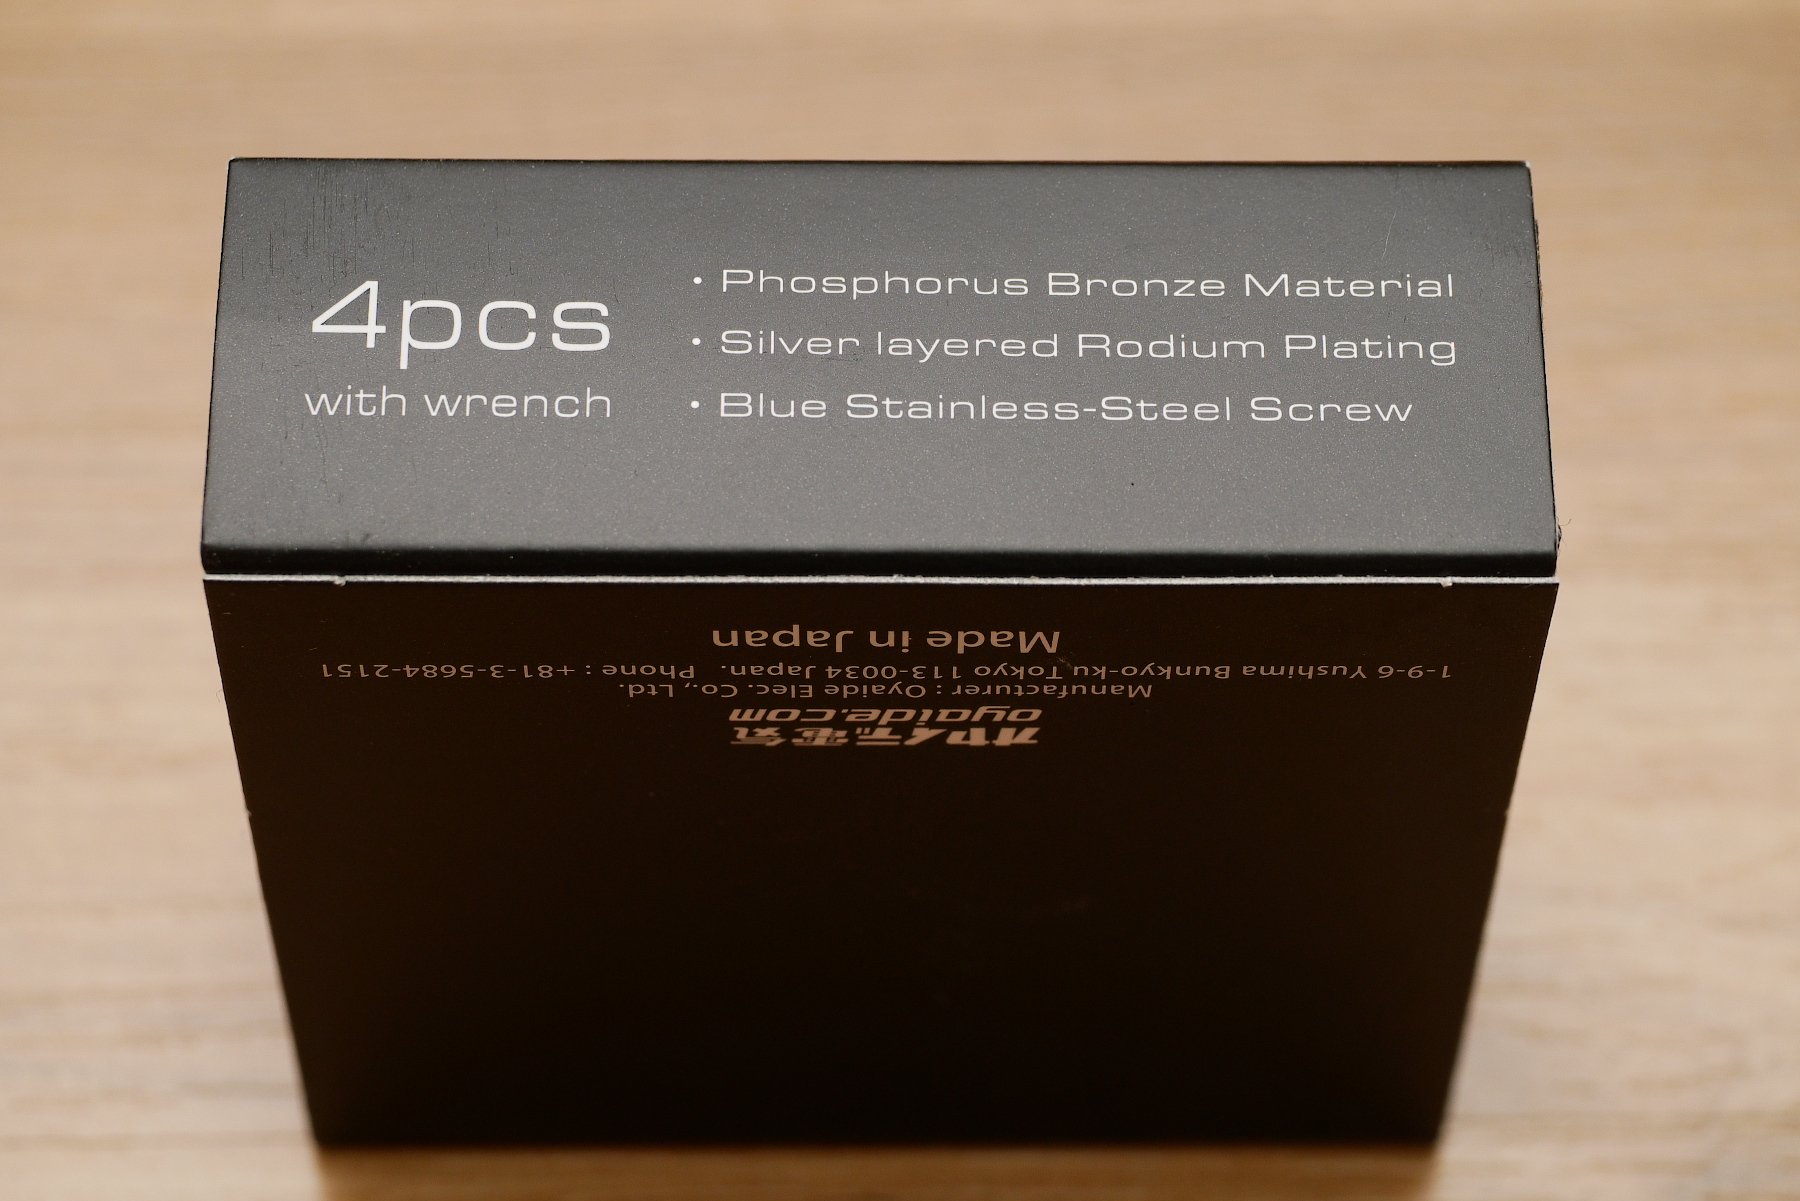 4pcs
with wrench
• Phosphorus Bronze Material
• Silver layered Rodium Plating
• Blue Stainless-Steel Screw
オヤイデ電気
oyaide.com
Manufacturer : Oyaide Elec. Co., Ltd.
1-9-6 Yushima Bunkyo-ku Tokyo 113-0034 Japan. Phone : +81-3-5684-2151
Made in Japan